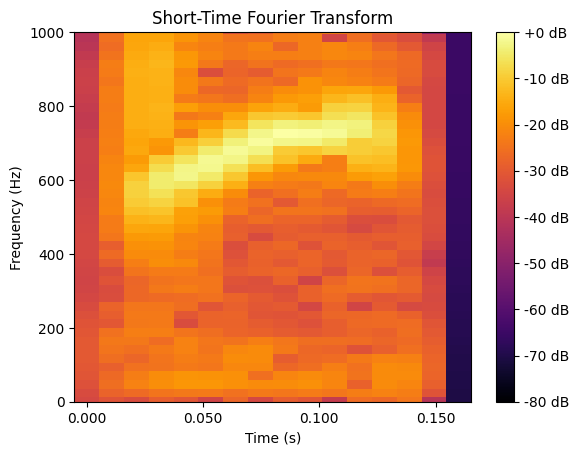 Short-Time Fourier Transform
1000
800
600
400
200
0
Frequency (Hz)
0.000
0.050
0.100
0.150
Time (s)
+0 dB
-10 dB
-20 dB
-30 dB
-40 dB
-50 dB
-60 dB
-70 dB
-80 dB